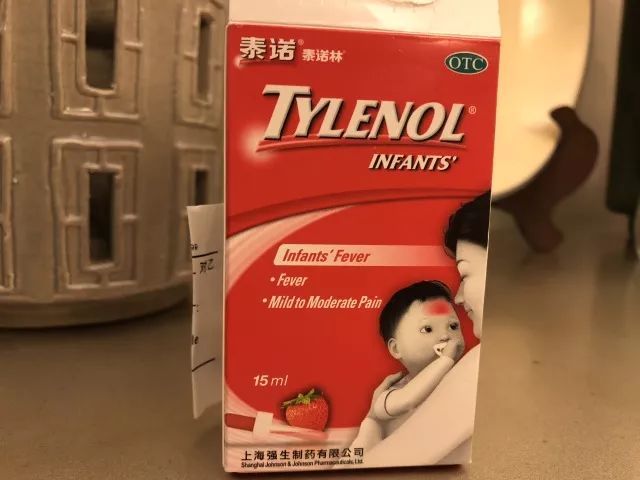 泰诺® 泰诺林®
OTC
TYLENOL®
INFANTS'
Infants' Fever
• Fever
• Mild to Moderate Pain
15 ml
上海强生制药有限公司
Shanghai Johnson & Johnson Pharmaceuticals, Ltd.